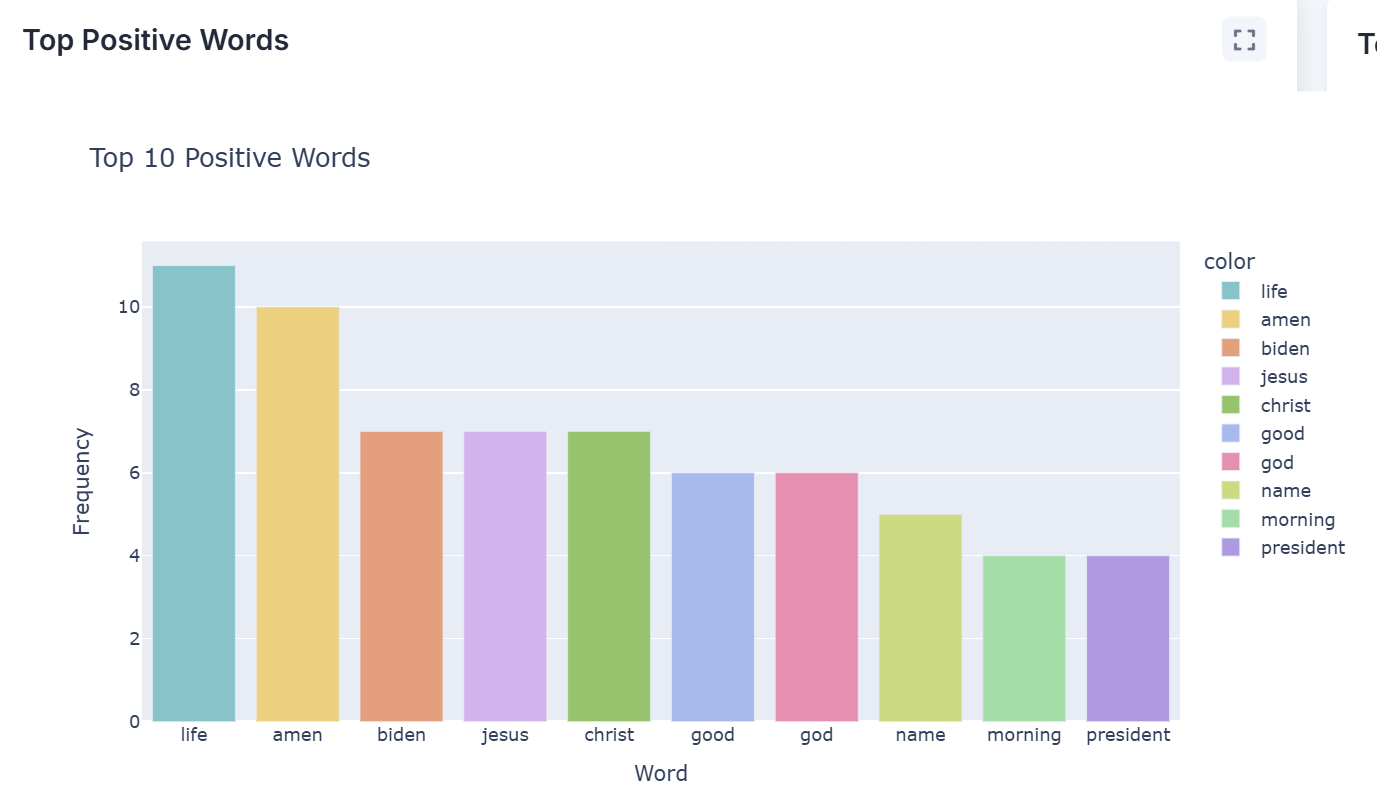 Top Positive Words
Top 10 Positive Words
10
8
6
4
2
0
Frequency
life amen biden jesus christ good god name morning president
Word
color
life
amen
biden
jesus
christ
good
god
name
morning
president